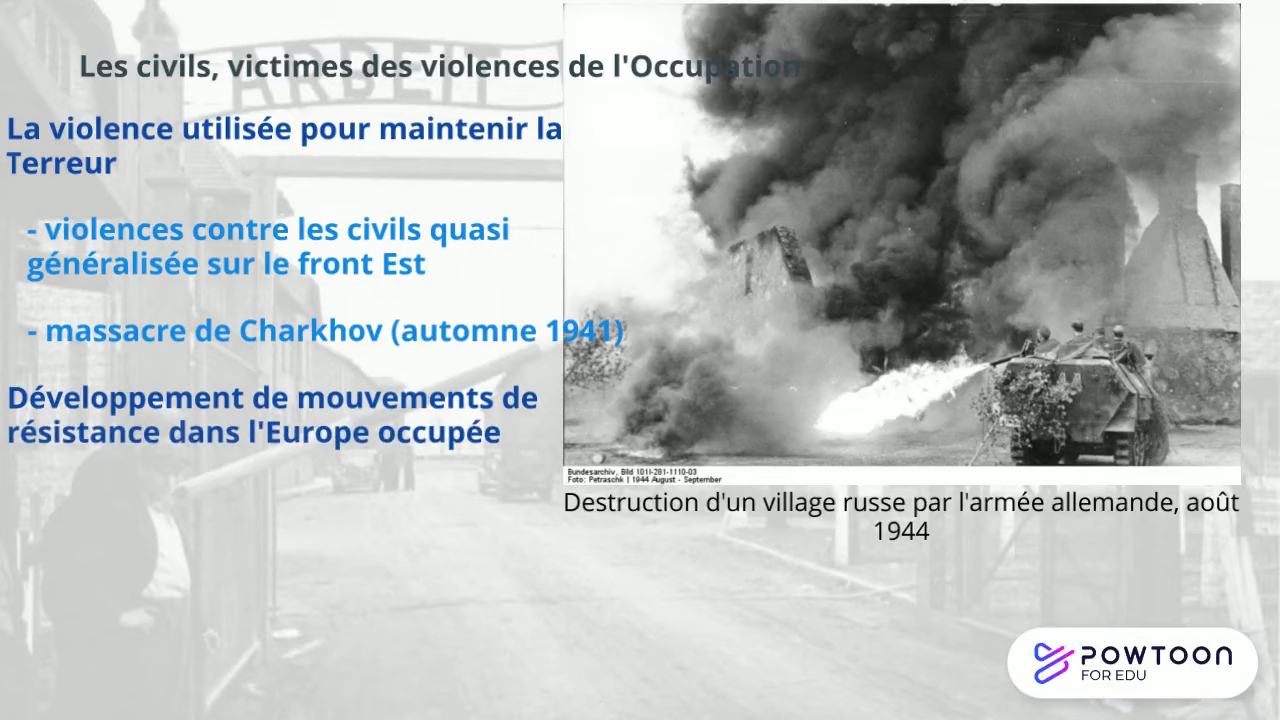 Les civils, victimes des violences de l'Occupation
ARBEIT
La violence utilisée pour maintenir la
Terreur
- violences contre les civils quasi
généralisée sur le front Est
- massacre de Charkhov (automne 1941)
Développement de mouvements de
résistance dans l'Europe occupée
Bundesarchiv, Bild 101I-281-1110-03
Foto: Petraschk | 1944 August - September
Destruction d'un village russe par l'armée allemande, août
1944
POWTOON
FOR EDU